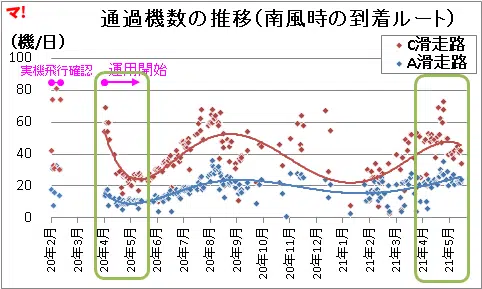 マ!
通過機数の推移(南風時の到着ルート)
(機/日)
C滑走路
A滑走路
実機飛行確認
運用開始
100
80
60
40
20
0
20年2月
20年3月
20年4月
20年5月
20年6月
20年7月
20年8月
20年9月
20年10月
20年11月
20年12月
21年1月
21年2月
21年3月
21年4月
21年5月